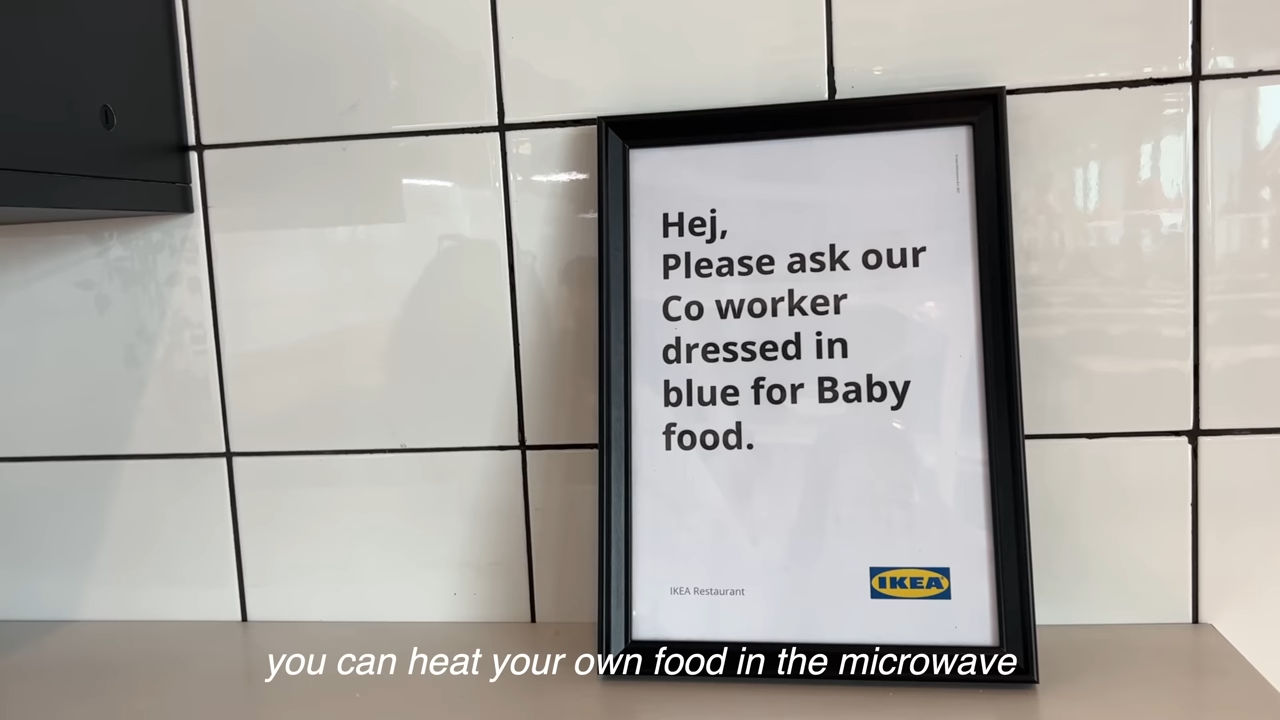 Hej,
Please ask our
Co worker
dressed in
blue for Baby
food.
IKEA Restaurant
IKEA
you can heat your own food in the microwave